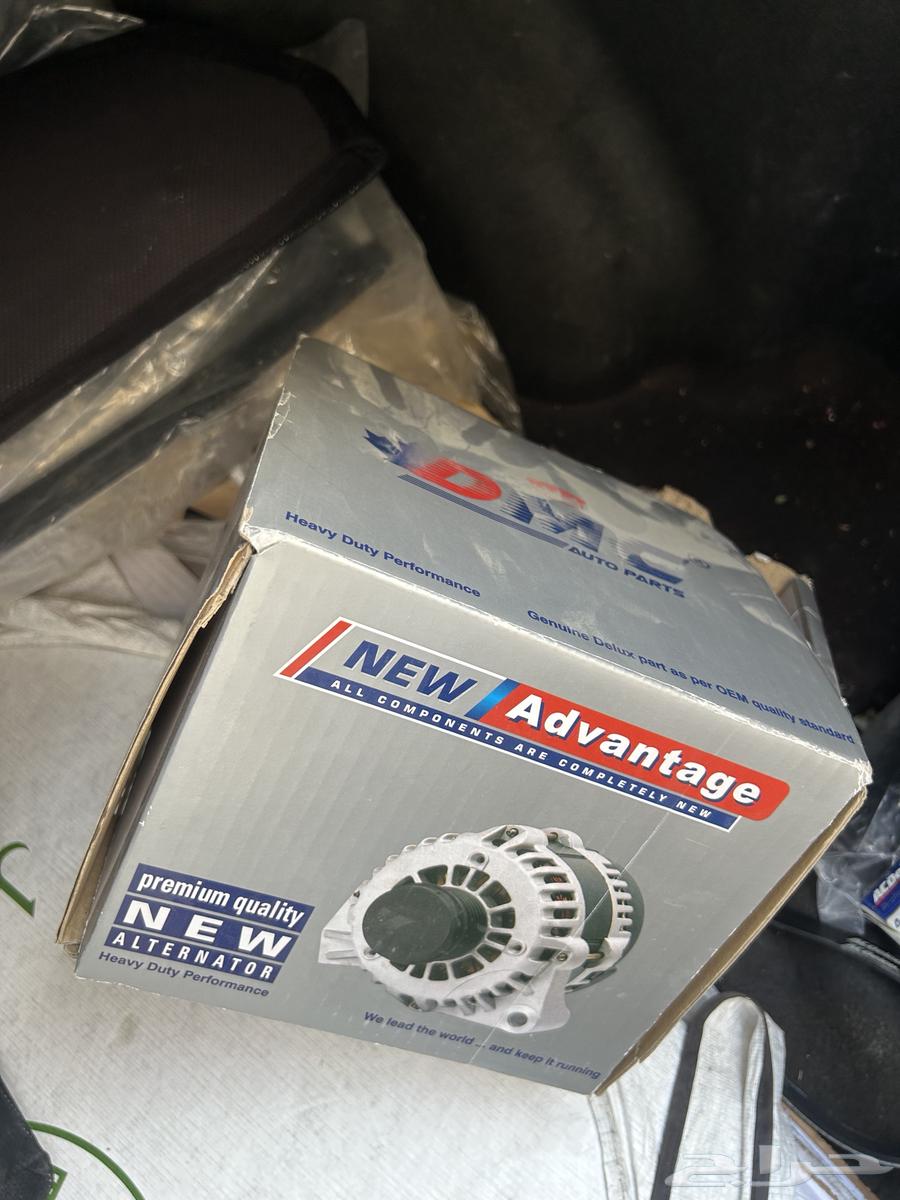 DMC®
AUTO PARTS
Heavy Duty Performance
Genuine Delux part as per OEM quality standard
NEW Advantage
ALL COMPONENTS ARE COMPLETELY NEW
premium quality
NEW
ALTERNATOR
Heavy Duty Performance
We lead the world -- and keep it running
حراج